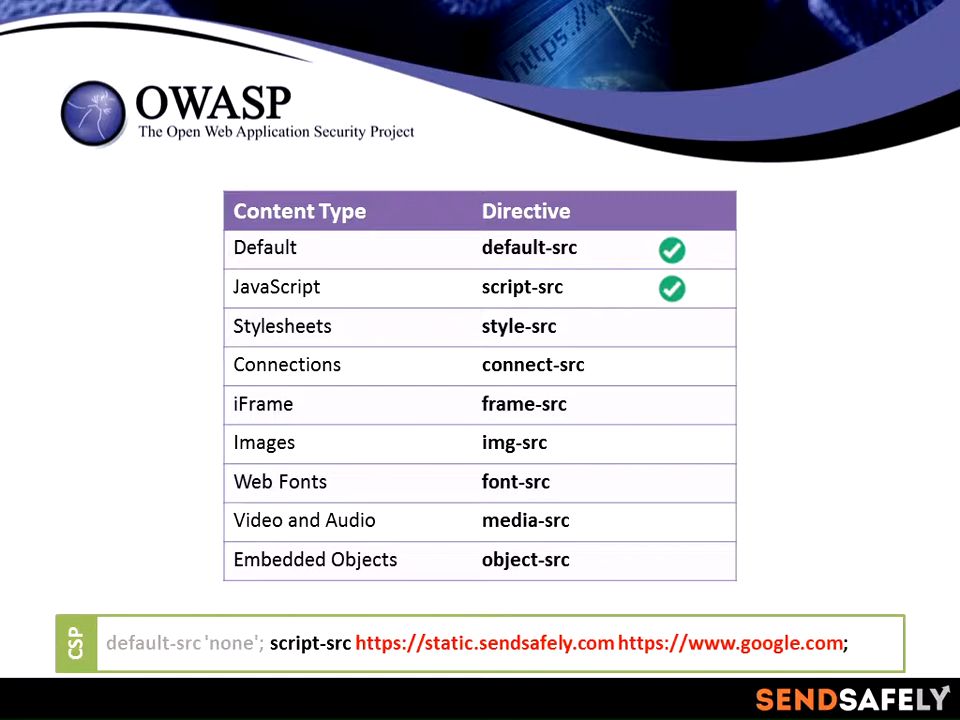 https://w
OWASP
The Open Web Application Security Project
Content Type Directive
Default default-src
JavaScript script-src
Stylesheets style-src
Connections connect-src
iFrame frame-src
Images img-src
Web Fonts font-src
Video and Audio media-src
Embedded Objects object-src
CSP default-src 'none'; script-src https://static.sendsafely.com https://www.google.com;
SENDSAFELY